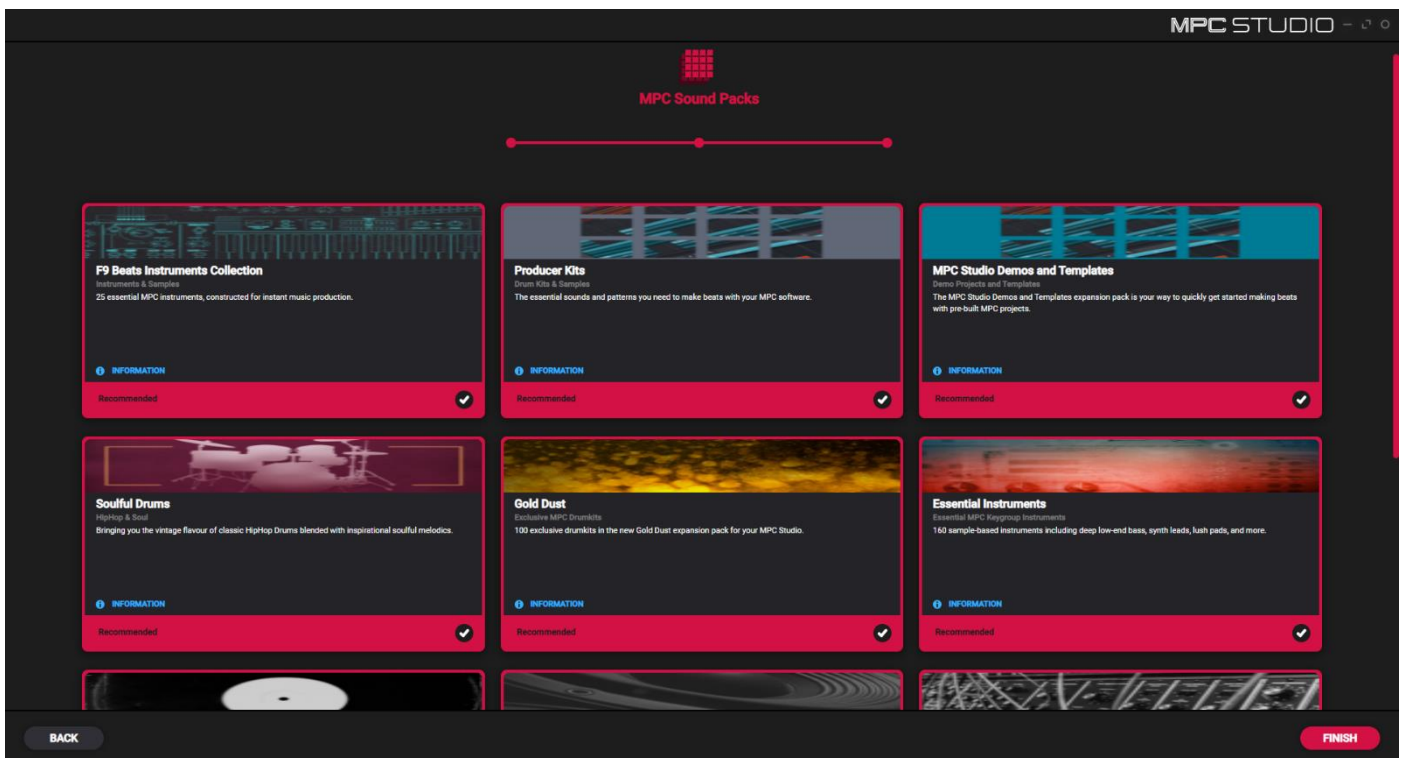 MPC STUDIO
MPC Sound Packs
F9 Beats Instruments Collection
Instruments & Samples
25 essential MPC instruments, constructed for instant music production.
INFORMATION
Recommended
Producer Kits
Drum Kits & Samples
The essential sounds and patterns you need to make beats with your MPC software.
INFORMATION
Recommended
MPC Studio Demos and Templates
Demo Projects and Templates
The MPC Studio Demos and Templates expansion pack is your way to quickly get started making beats
with pre-built MPC projects.
INFORMATION
Recommended
Soulful Drums
HipHop & Soul
Bringing you the vintage flavour of classic HipHop Drums blended with inspirational soulful melodics.
INFORMATION
Recommended
Gold Dust
Exclusive MPC Drumkits
100 exclusive drumkits in the new Gold Dust expansion pack for your MPC Studio.
INFORMATION
Recommended
Essential Instruments
Essential MPC Keygroup Instruments
160 sample-based instruments including deep low-end bass, synth leads, lush pads, and more.
INFORMATION
Recommended
BACK
FINISH